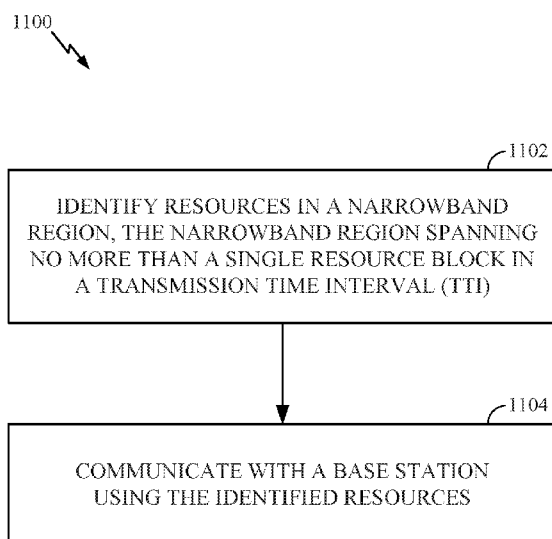 1100
1102
IDENTIFY RESOURCES IN A NARROWBAND
REGION, THE NARROWBAND REGION SPANNING
NO MORE THAN A SINGLE RESOURCE BLOCK IN
A TRANSMISSION TIME INTERVAL (TTI)
1104
COMMUNICATE WITH A BASE STATION
USING THE IDENTIFIED RESOURCES